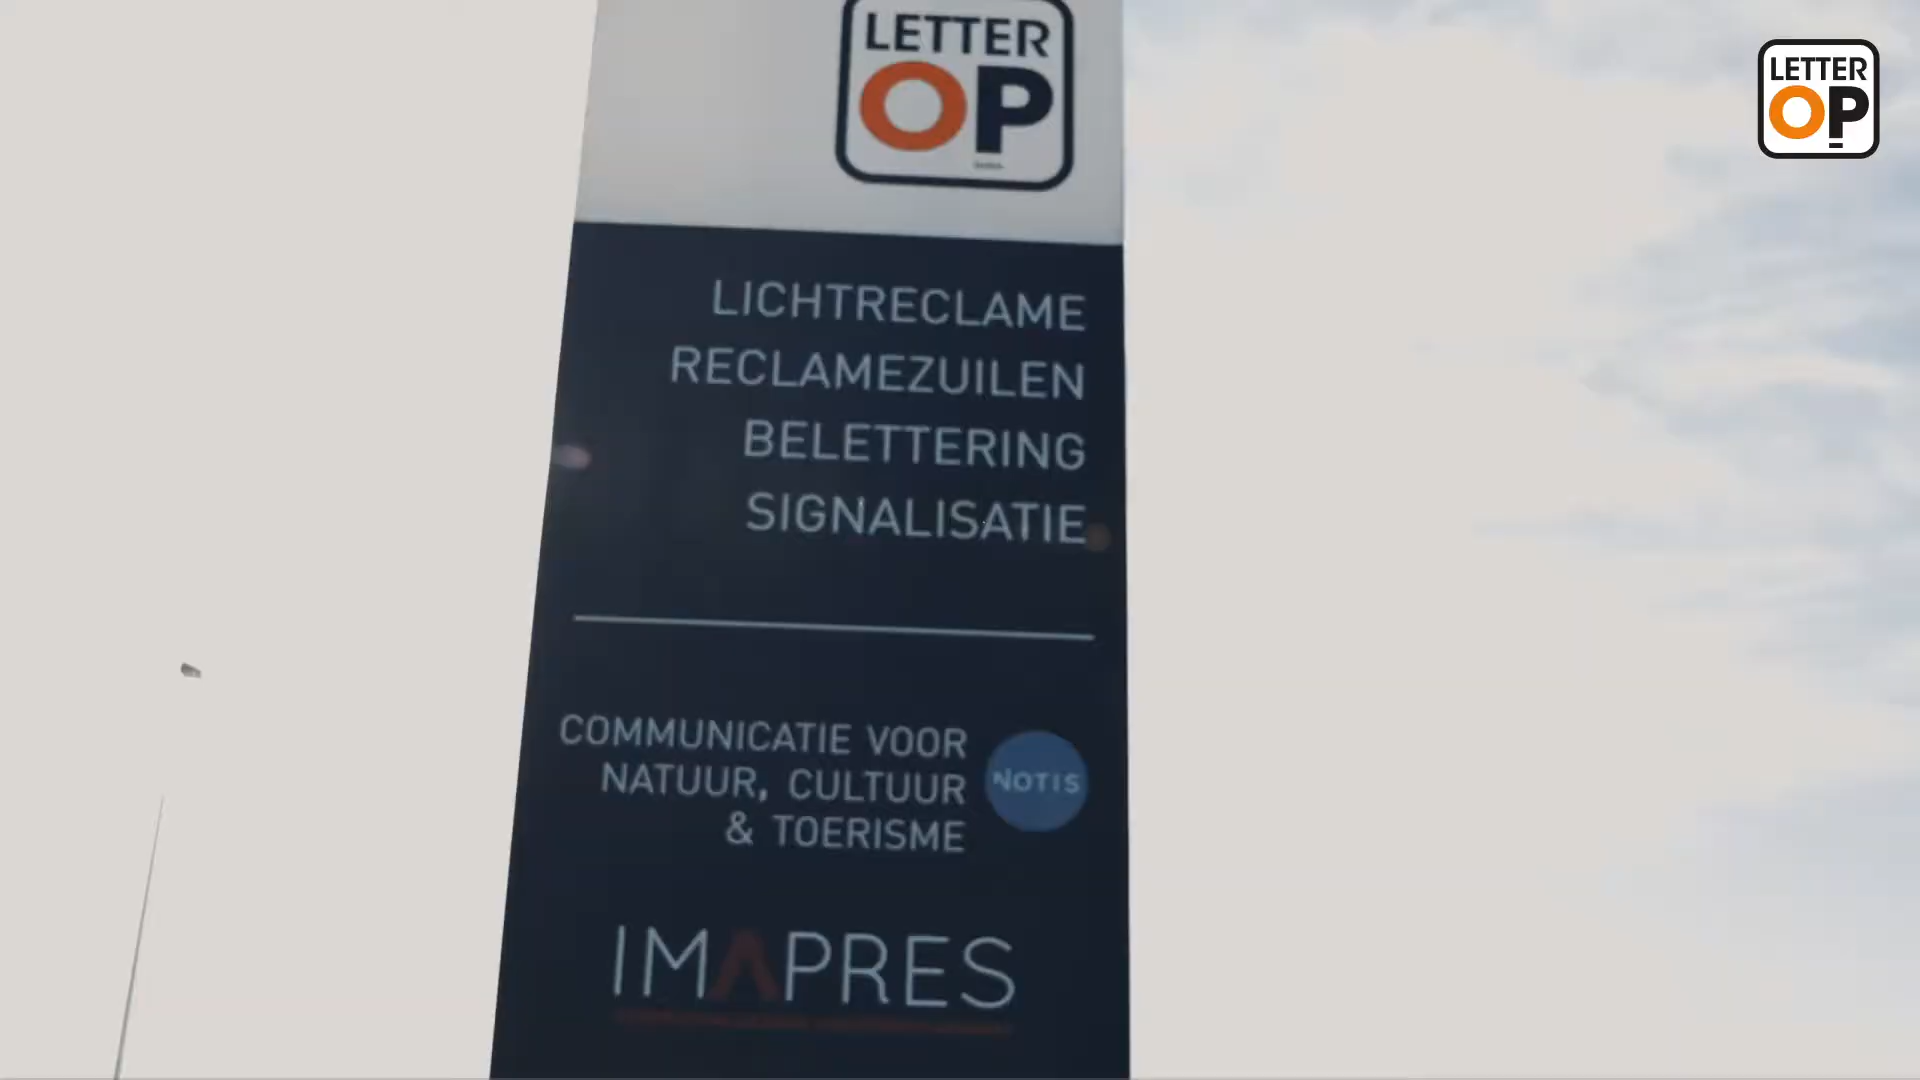 LETTER
OP
LETTER
OP
LICHTRECLAME
RECLAMEZUILEN
BELETTERING
SIGNALISATIE
COMMUNICATIE VOOR
NATUUR, CULTUUR
& TOERISME
NOTIS
IMAPRES